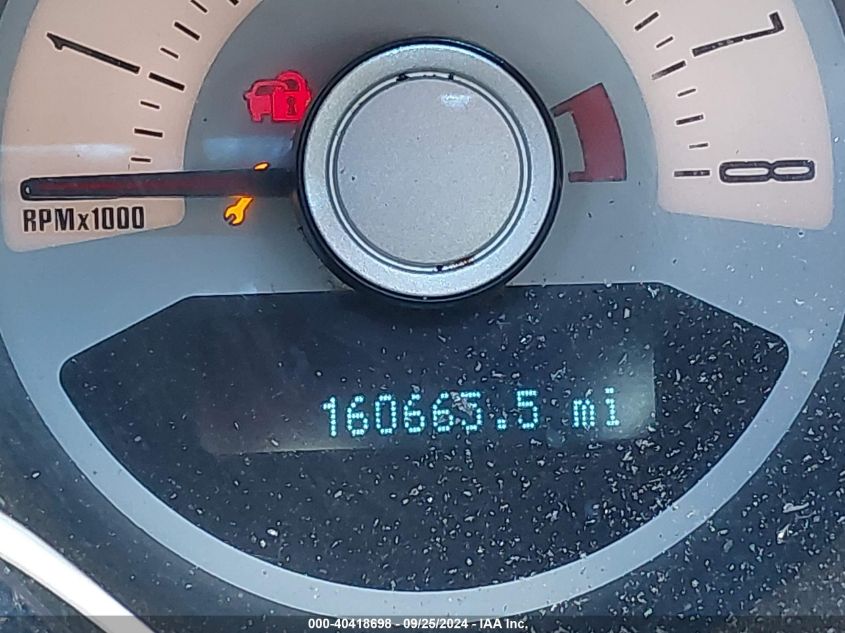 1
7
8
RPMx1000
160665.5 mi
000-40418698 - 09/25/2024 - IAA Inc.